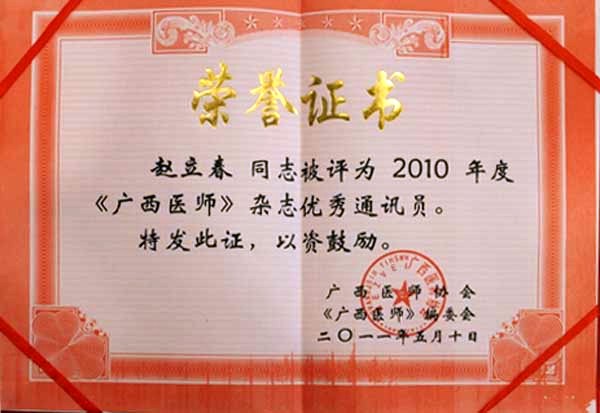 荣誉证书
赵立春 同志被评为 2010 年度
《广西医师》杂志优秀通讯员。
特发此证，以资鼓励。
广西医师协会
《广西医师》编委会
二〇一一年五月十日